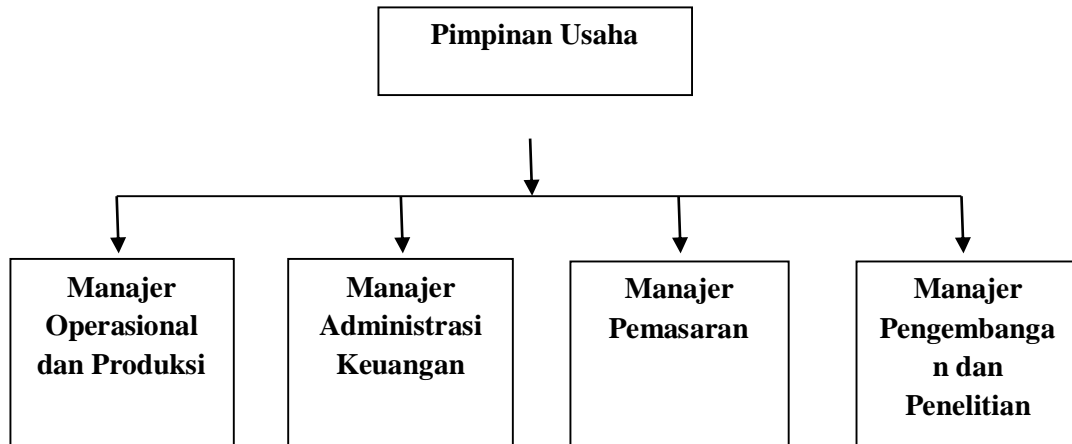 Pimpinan Usaha
Manajer
Operasional
dan Produksi
Manajer
Administrasi
Keuangan
Manajer
Pemasaran
Manajer
Pengembanga
n dan
Penelitian